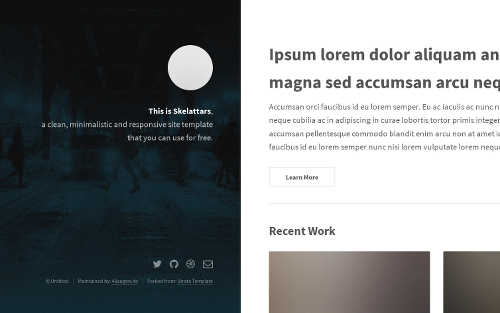 This is Skelattars,
a clean, minimalistic and responsive site template
that you can use for free.
© Untitled. Maintained by:
Forked from: Strata Template
Ipsum lorem dolor aliquam an
magna sed accumsan arcu neq
Accumsan orci faucibus id eu lorem semper. Eu ac iaculis ac nunc n
neque cubilia ac in adipiscing in curae lobortis tortor primis integer
accumsan pellentesque commodo blandit enim arcu non at amet i
faucibus id eu lorem semper nunc nisi lorem vulputate lorem neque
Learn More
Recent Work